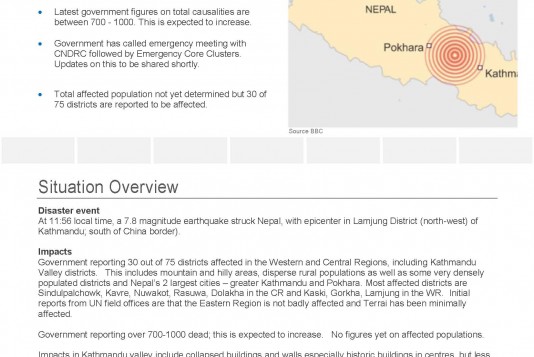 • Latest government figures on total causalities are
between 700 - 1000. This is expected to increase.
• Government has called emergency meeting with
CNDRC followed by Emergency Core Clusters.
Updates on this to be shared shortly.
• Total affected population not yet determined but 30 of
75 districts are reported to be affected.
NEPAL
Pokhara
Kathm
Source BBC
Situation Overview
Disaster event
At 11:56 local time, a 7.8 magnitude earthquake struck Nepal, with epicenter in Lamjung District (north-west) of
Kathmandu; south of China border).
Impacts
Government reporting 30 out of 75 districts affected in the Western and Central Regions, including Kathmandu
Valley districts. This includes mountain and hilly areas, disperse rural populations as well as some very densely
populated districts and Nepal's 2 largest cities – greater Kathmandu and Pokhara. Most affected districts are
Sindulpalchowk, Kavre, Nuwakot, Rasuwa, Dolakha in the CR and Kaski, Gorkha, Lamjung in the WR. Initial
reports from UN field offices are that the Eastern Region is not badly affected and Terrai has been minimally
affected.
Government reporting over 700-1000 dead; this is expected to increase. No figures yet on affected populations.
Impacts in Kathmandu valley include collapsed buildings and walls especially historic buildings in centres, but less